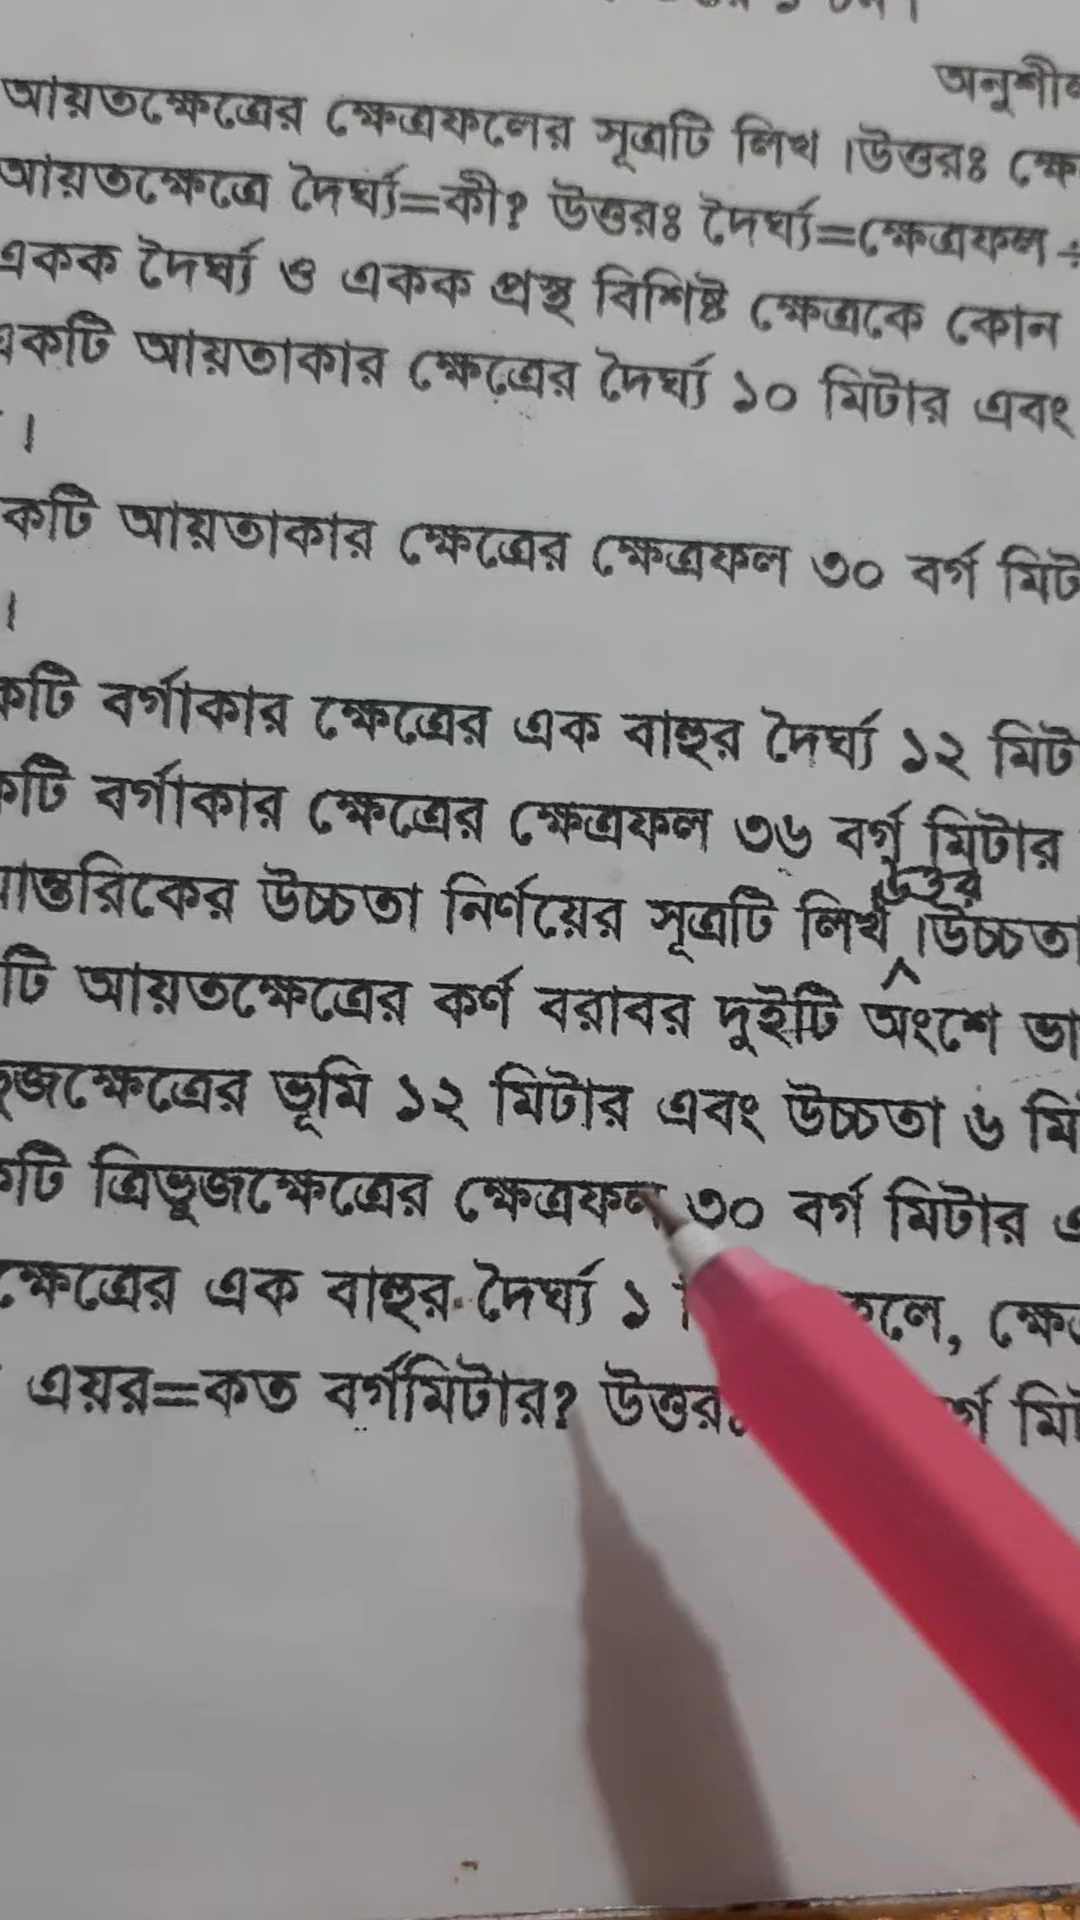 অনুশী
আয়তক্ষেত্রের ক্ষেত্রফলের সূত্রটি লিখ ।উত্তরঃ ক্ষে
আয়তক্ষেত্রে দৈর্ঘ্য=কী? উত্তরঃ দৈর্ঘ্য=ক্ষেত্রফল ÷
একক দৈর্ঘ্য ও একক প্রস্থ বিশিষ্ট ক্ষেত্রকে কোন
একটি আয়তাকার ক্ষেত্রের দৈর্ঘ্য ১০ মিটার এবং
।
কটি আয়তাকার ক্ষেত্রের ক্ষেত্রফল ৩০ বর্গ মিট
।
কটি বর্গাকার ক্ষেত্রের এক বাহুর দৈর্ঘ্য ১২ মিট
কটি বর্গাকার ক্ষেত্রের ক্ষেত্রফল ৩৬ বর্গ মিটার
উত্তর
ান্তরিকের উচ্চতা নির্ণয়ের সূত্রটি লিখ ।উচ্চতা
টি আয়তক্ষেত্রের কর্ণ বরাবর দুইটি অংশে ভা
জক্ষেত্রের ভূমি ১২ মিটার এবং উচ্চতা ৬ মি
কটি ত্রিভুজক্ষেত্রের ক্ষেত্রফল ৩০ বর্গ মিটার এ
ক্ষেত্রের এক বাহুর দৈর্ঘ্য ১ লে, ক্ষেত
এয়র=কত বর্গমিটার? উত্তর র্গ মি